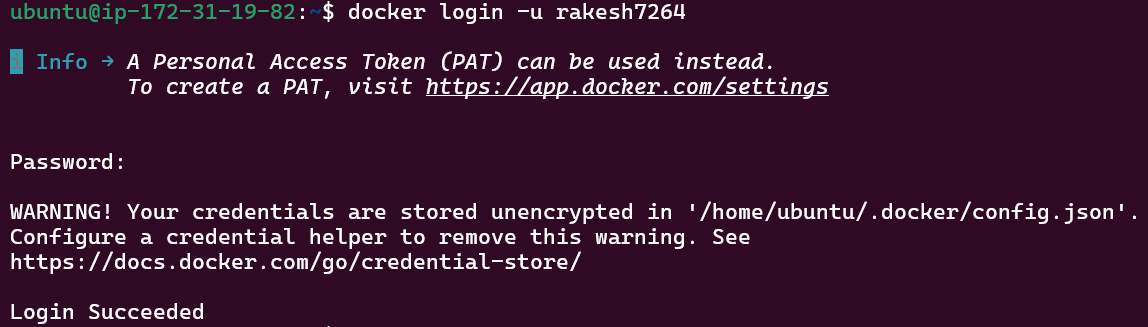 ubuntu@ip-172-31-19-82:~$ docker login -u rakesh7264
i Info → A Personal Access Token (PAT) can be used instead.
To create a PAT, visit https://app.docker.com/settings
Password:
WARNING! Your credentials are stored unencrypted in '/home/ubuntu/.docker/config.json'.
Configure a credential helper to remove this warning. See
https://docs.docker.com/go/credential-store/
Login Succeeded